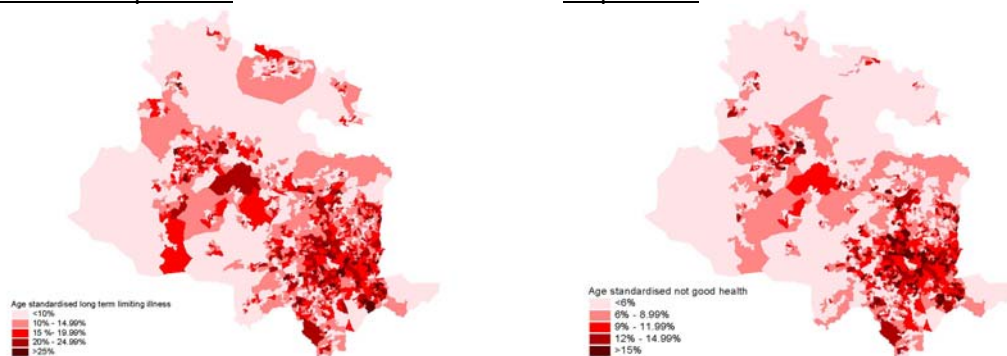 Age standardised long term limiting illness
<10%
10% - 14.99%
15 %- 19.99%
20% - 24.99%
>25%
Age standardised not good health
<6%
6% - 8.99%
9% - 11.99%
12% - 14.99%
>15%